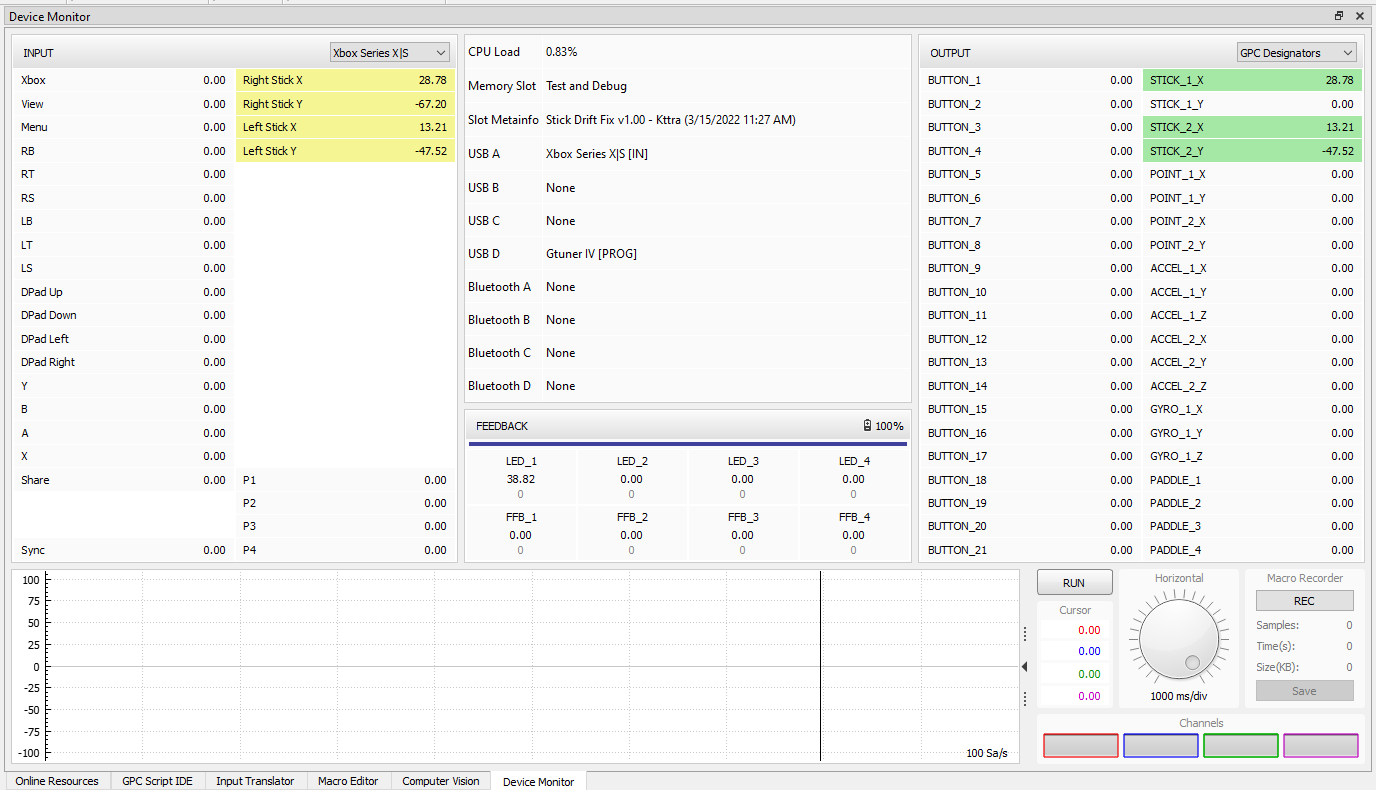 Device Monitor
INPUT
Xbox Series X|S
Xbox 0.00 Right Stick X 28.78
View 0.00 Right Stick Y -67.20
Menu 0.00 Left Stick X 13.21
RB 0.00 Left Stick Y -47.52
RT 0.00
RS 0.00
LB 0.00
LT 0.00
LS 0.00
DPad Up 0.00
DPad Down 0.00
DPad Left 0.00
DPad Right 0.00
Y 0.00
B 0.00
A 0.00
X 0.00
Share 0.00 P1 0.00
P2 0.00
P3 0.00
Sync 0.00 P4 0.00
CPU Load 0.83%
Memory Slot Test and Debug
Slot Metainfo Stick Drift Fix v1.00 - Kttra (3/15/2022 11:27 AM)
USB A Xbox Series X|S [IN]
USB B None
USB C None
USB D Gtuner IV [PROG]
Bluetooth A None
Bluetooth B None
Bluetooth C None
Bluetooth D None
FEEDBACK 100%
LED_1 LED_2 LED_3 LED_4
38.82 0.00 0.00 0.00
0 0 0 0
FFB_1 FFB_2 FFB_3 FFB_4
0.00 0.00 0.00 0.00
0 0 0 0
OUTPUT
GPC Designators
BUTTON_1 0.00 STICK_1_X 28.78
BUTTON_2 0.00 STICK_1_Y 0.00
BUTTON_3 0.00 STICK_2_X 13.21
BUTTON_4 0.00 STICK_2_Y -47.52
BUTTON_5 0.00 POINT_1_X 0.00
BUTTON_6 0.00 POINT_1_Y 0.00
BUTTON_7 0.00 POINT_2_X 0.00
BUTTON_8 0.00 POINT_2_Y 0.00
BUTTON_9 0.00 ACCEL_1_X 0.00
BUTTON_10 0.00 ACCEL_1_Y 0.00
BUTTON_11 0.00 ACCEL_1_Z 0.00
BUTTON_12 0.00 ACCEL_2_X 0.00
BUTTON_13 0.00 ACCEL_2_Y 0.00
BUTTON_14 0.00 ACCEL_2_Z 0.00
BUTTON_15 0.00 GYRO_1_X 0.00
BUTTON_16 0.00 GYRO_1_Y 0.00
BUTTON_17 0.00 GYRO_1_Z 0.00
BUTTON_18 0.00 PADDLE_1 0.00
BUTTON_19 0.00 PADDLE_2 0.00
BUTTON_20 0.00 PADDLE_3 0.00
BUTTON_21 0.00 PADDLE_4 0.00
100
75
50
25
0
-25
-50
-75
-100
100 Sa/s
RUN
Cursor
0.00
0.00
0.00
0.00
Horizontal
1000 ms/div
Macro Recorder
REC
Samples: 0
Time(s): 0
Size(KB): 0
Save
Channels
Online Resources GPC Script IDE Input Translator Macro Editor Computer Vision Device Monitor